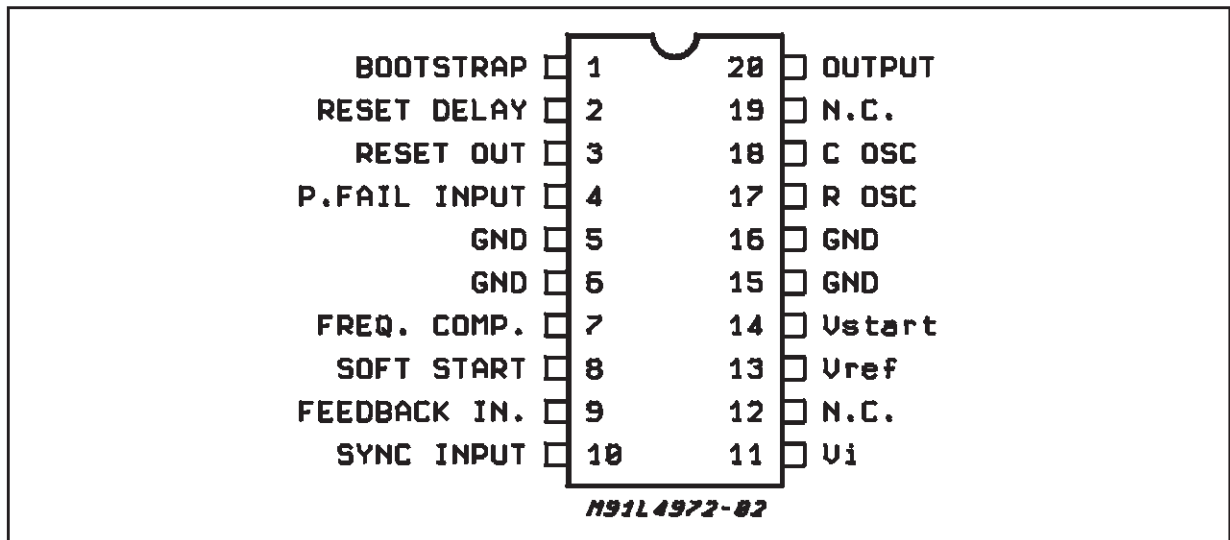 BOOTSTRAP 1 20 OUTPUT
RESET DELAY 2 19 N.C.
RESET OUT 3 18 C OSC
P.FAIL INPUT 4 17 R OSC
GND 5 16 GND
GND 6 15 GND
FREQ. COMP. 7 14 Vstart
SOFT START 8 13 Vref
FEEDBACK IN. 9 12 N.C.
SYNC INPUT 10 11 Vi
M91L4972-02